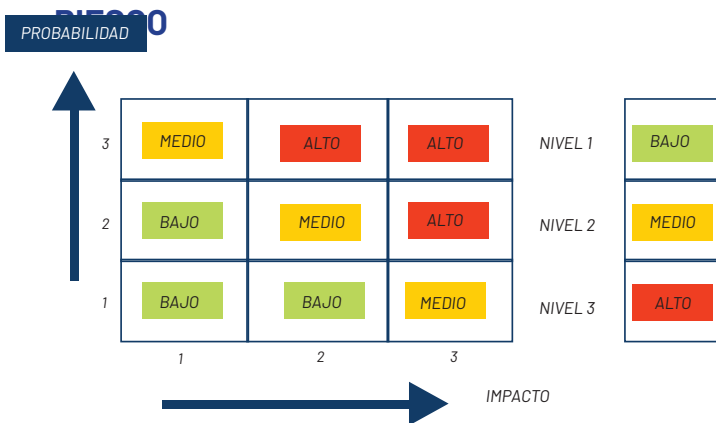 RIESGO
PROBABILIDAD
3 MEDIO ALTO ALTO NIVEL 1 BAJO
2 BAJO MEDIO ALTO NIVEL 2 MEDIO
1 BAJO BAJO MEDIO NIVEL 3 ALTO
1 2 3
IMPACTO